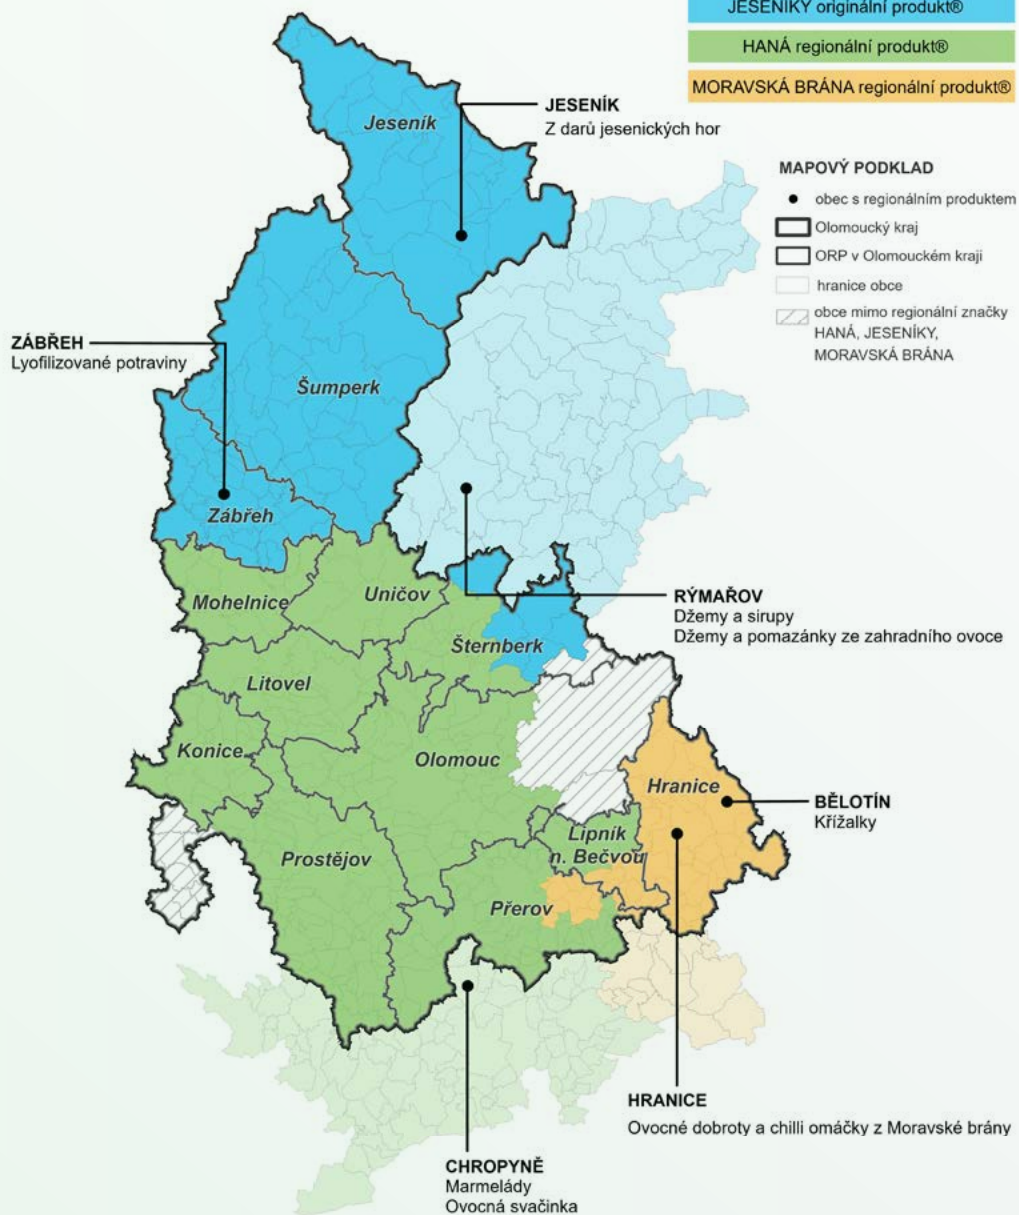 JESENÍKY originální produkt®
HANÁ regionální produkt®
MORAVSKÁ BRÁNA regionální produkt®
JESENÍK
Z darů jesenických hor
Jeseník
MAPOVÝ PODKLAD
obec s regionálním produktem
Olomoucký kraj
ORP v Olomouckém kraji
hranice obce
obce mimo regionální značky
HANÁ, JESENÍKY,
MORAVSKÁ BRÁNA
ZÁBŘEH
Lyofilizované potraviny
Šumperk
Zábřeh
Mohelnice
Uničov
RÝMAŘOV
Džemy a sirupy
Džemy a pomazánky ze zahradního ovoce
Šternberk
Litovel
Konice
Olomouc
Hranice
BĚLOTÍN
Křížalky
Lipník
n. Bečvou
Prostějov
Přerov
HRANICE
Ovocné dobroty a chilli omáčky z Moravské brány
CHROPYNĚ
Marmelády
Ovocná svačinka